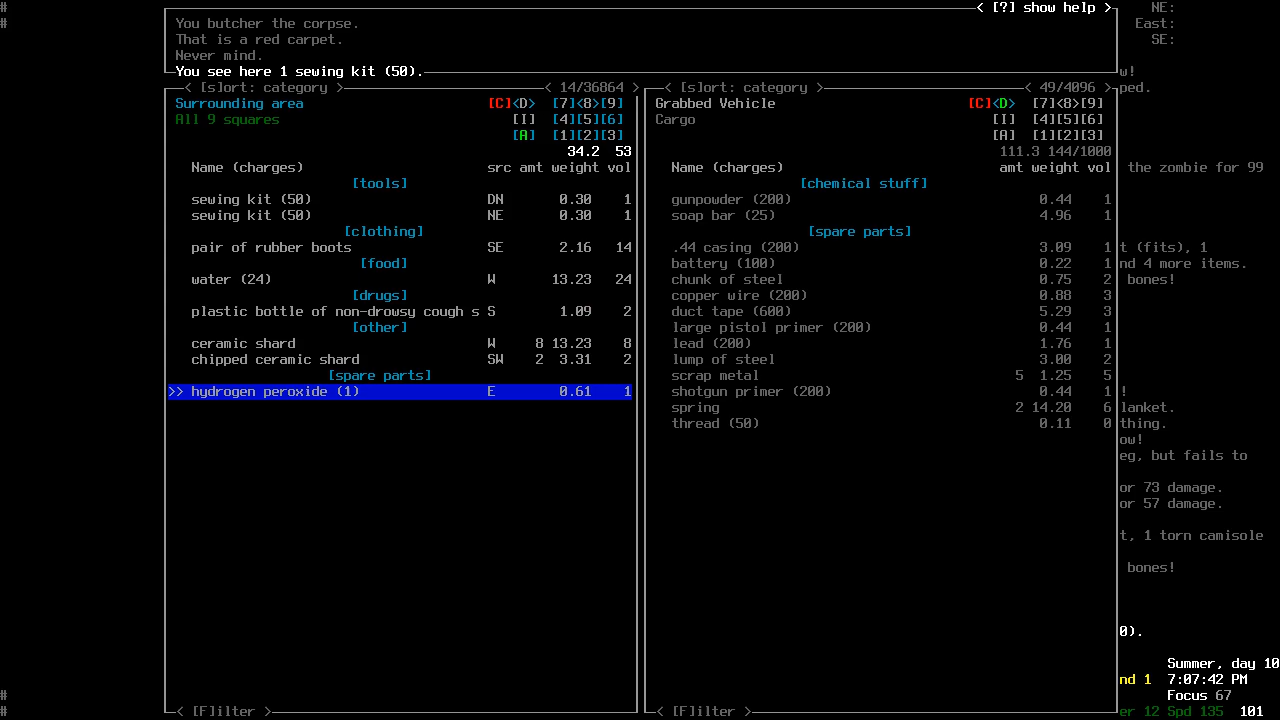 # < [?] show help > NE:
# You butcher the corpse. East:
That is a red carpet. SE:
Never mind.
You see here 1 sewing kit (50). w!
< [s]ort: category > < 14/36864 > < [s]ort: category > < 49/4096 > ped.
Surrounding area [C]<D> [7]<8>[9] Grabbed Vehicle [C]<D> [7]<8>[9]
All 9 squares [I] [4][5][6] Cargo [I] [4][5][6]
[A] [1][2][3] [A] [1][2][3]
34.2 53 111.3 144/1000
Name (charges) src amt weight vol Name (charges) amt weight vol the zombie for 99
[tools] [chemical stuff]
sewing kit (50) DN 0.30 1 gunpowder (200) 0.44 1
sewing kit (50) NE 0.30 1 soap bar (25) 4.96 1
[clothing] [spare parts]
pair of rubber boots SE 2.16 14 .44 casing (200) 3.09 1 t (fits), 1
[food] battery (100) 0.22 1 nd 4 more items.
water (24) W 13.23 24 chunk of steel 0.75 2 bones!
[drugs] copper wire (200) 0.88 3
plastic bottle of non-drowsy cough s S 1.09 2 duct tape (600) 5.29 3
[other] large pistol primer (200) 0.44 1
ceramic shard W 8 13.23 8 lead (200) 1.76 1
chipped ceramic shard SW 2 3.31 2 lump of steel 3.00 2
[spare parts] scrap metal 5 1.25 5
>> hydrogen peroxide (1) E 0.61 1 shotgun primer (200) 0.44 1 !
spring 2 14.20 6 lanket.
thread (50) 0.11 0 thing.
ow!
eg, but fails to
or 73 damage.
or 57 damage.
t, 1 torn camisole
bones!
0).
Summer, day 10
nd 1 7:07:42 PM
# Focus 67
# < [F]ilter > < [F]ilter > er 12 Spd 135 101